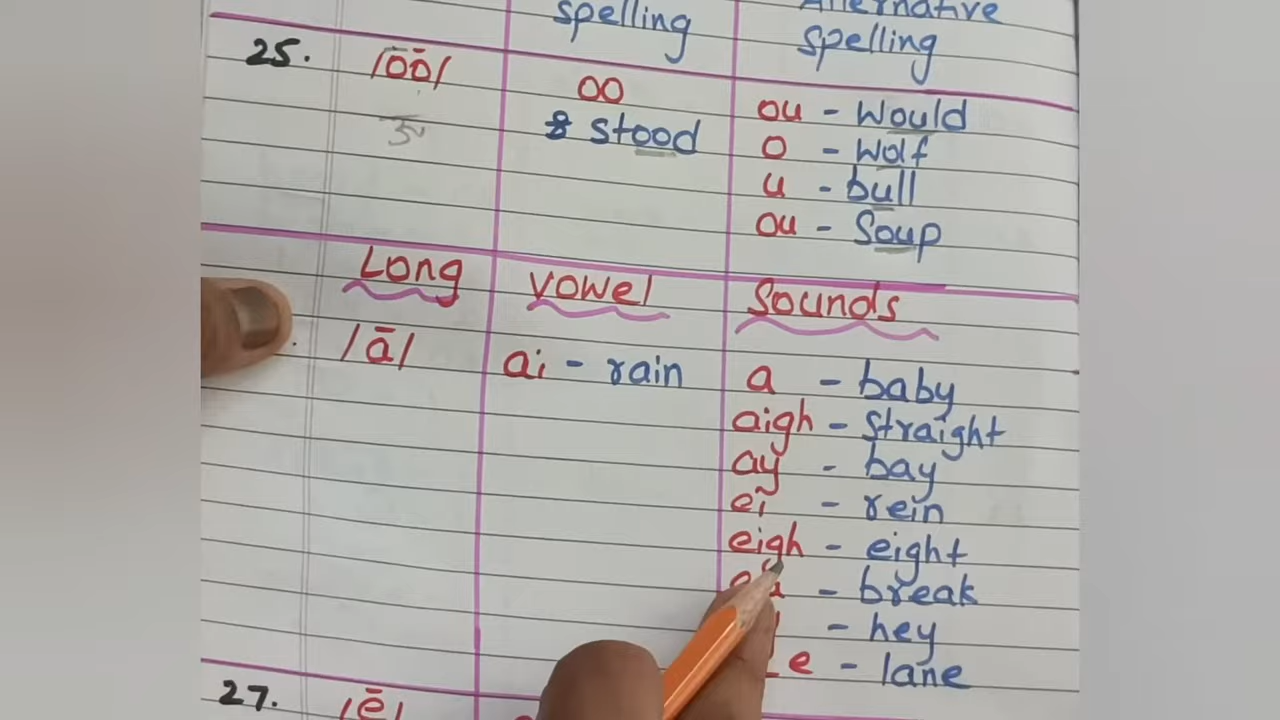 spelling Alternative spelling
25. /o̅o̅/ oo ou - Would
stood o - Wolf
u - bull
ou - Soup
Long Vowel Sounds
/ā/ ai - rain a - baby
aigh - Straight
ay - bay
ei - rein
eigh - eight
- break
- hey
e - lane
27. /ē/